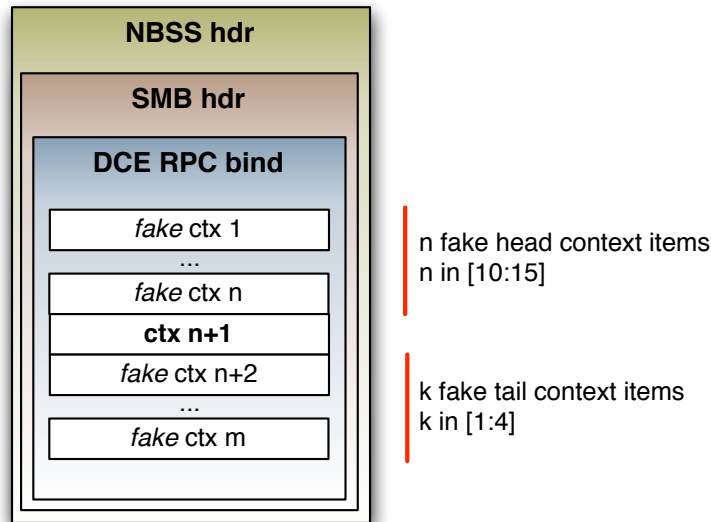 NBSS hdr
SMB hdr
DCE RPC bind
fake ctx 1
...
fake ctx n
ctx n+1
fake ctx n+2
...
fake ctx m
n fake head context items
n in [10:15]
k fake tail context items
k in [1:4]